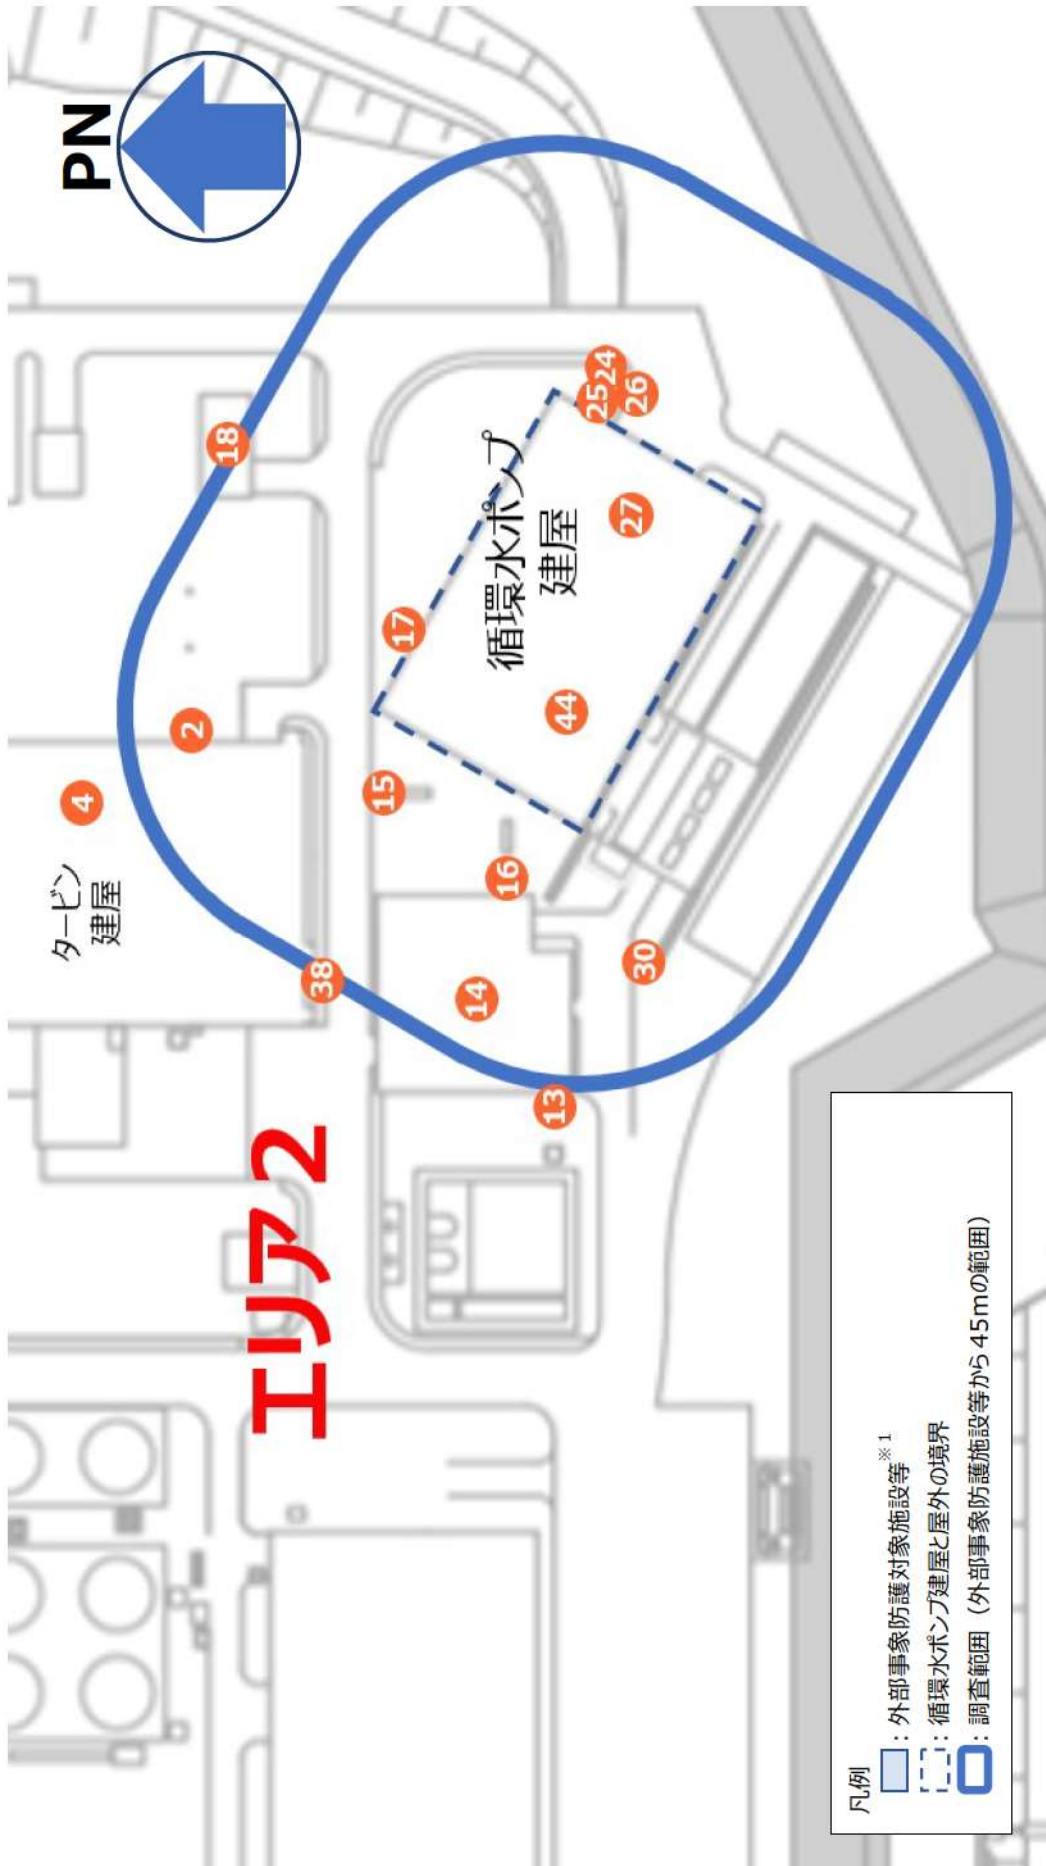 エリア 2
PN
タービン
建屋
4
2
18
38
15
17
循環水ポンプ
建屋
16
14
13
44
25
24
26
27
30
凡例
：外部事象防護対象施設等※1
：循環水ポンプ建屋と屋外の境界
：調査範囲（外部事象防護施設等から45mの範囲）